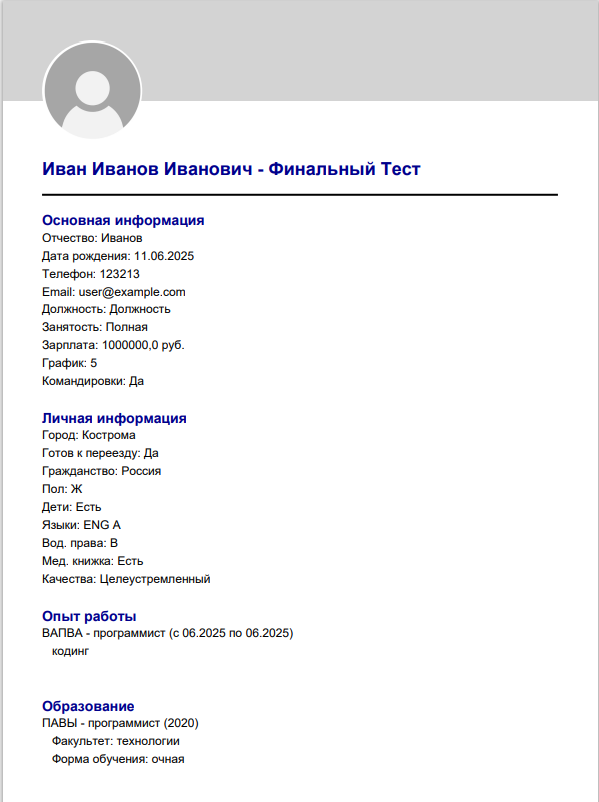 Иван Иванов Иванович - Финальный Тест
Основная информация
Отчество: Иванов
Дата рождения: 11.06.2025
Телефон: 123213
Email: user@example.com
Должность: Должность
Занятость: Полная
Зарплата: 1000000,0 руб.
График: 5
Командировки: Да
Личная информация
Город: Кострома
Готов к переезду: Да
Гражданство: Россия
Пол: Ж
Дети: Есть
Языки: ENG A
Вод. права: B
Мед. книжка: Есть
Качества: Целеустремленный
Опыт работы
ВАПВА - программист (с 06.2025 по 06.2025)
кодинг
Образование
ПАВЫ - программист (2020)
Факультет: технологии
Форма обучения: очная